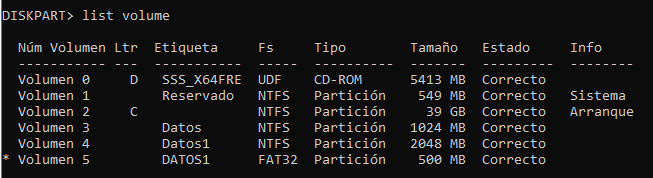 DISKPART> list volume
Núm Volumen Ltr Etiqueta Fs Tipo Tamaño Estado Info
----------- --- ----------- ----- ---------- ------- --------- --------
Volumen 0 D SSS_X64FRE UDF CD-ROM 5413 MB Correcto
Volumen 1 Reservado NTFS Partición 549 MB Correcto Sistema
Volumen 2 C NTFS Partición 39 GB Correcto Arranque
Volumen 3 Datos NTFS Partición 1024 MB Correcto
Volumen 4 Datos1 NTFS Partición 2048 MB Correcto
* Volumen 5 DATOS1 FAT32 Partición 500 MB Correcto